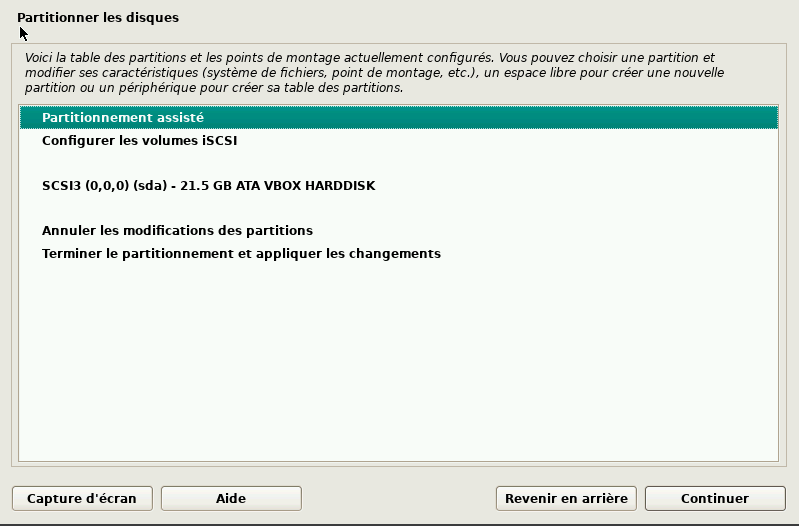 Partitionner les disques
Voici la table des partitions et les points de montage actuellement configurés. Vous pouvez choisir une partition et
modifier ses caractéristiques (système de fichiers, point de montage, etc.), un espace libre pour créer une nouvelle
partition ou un périphérique pour créer sa table des partitions.
Partitionnement assisté
Configurer les volumes iSCSI
SCSI3 (0,0,0) (sda) - 21.5 GB ATA VBOX HARDDISK
Annuler les modifications des partitions
Terminer le partitionnement et appliquer les changements
Capture d'écran Aide Revenir en arrière Continuer